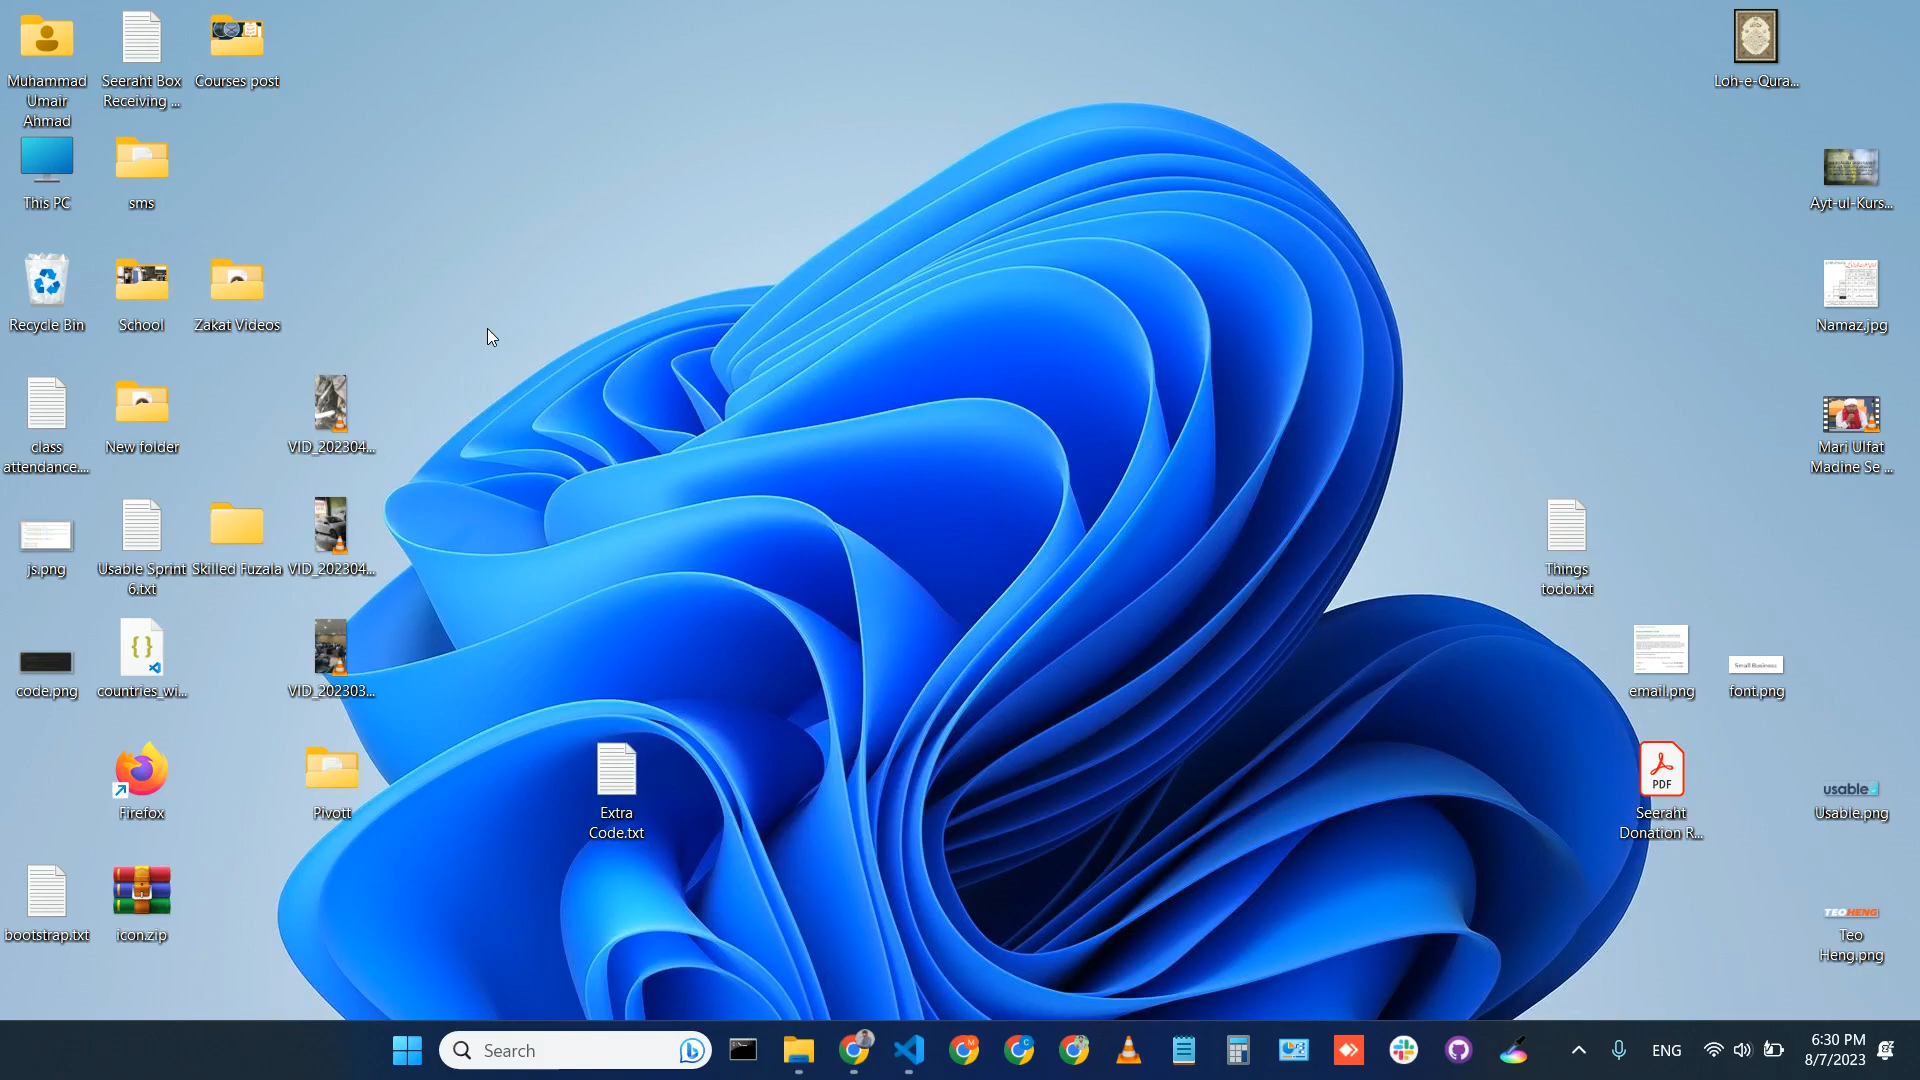 Muhammad
Umair
Ahmad
Seeraht Box
Receiving ...
Courses post
This PC
sms
Recycle Bin
School
Zakat Videos
class
attendance....
New folder
VID_202304...
js.png
Usable Sprint
6.txt
Skilled Fuzala
VID_202304...
code.png
countries_wi...
VID_202303...
Firefox
Pivott
Extra
Code.txt
bootstrap.txt
icon.zip
Loh-e-Qura...
Ayt-ul-Kurs...
Namaz.jpg
Mari Ulfat
Madine Se ...
Things
todo.txt
email.png
Small Business
font.png
PDF
Seeraht
Donation R...
usable
Usable.png
TEOHENG
Teo
Heng.png
Search
ENG
6:30 PM
8/7/2023